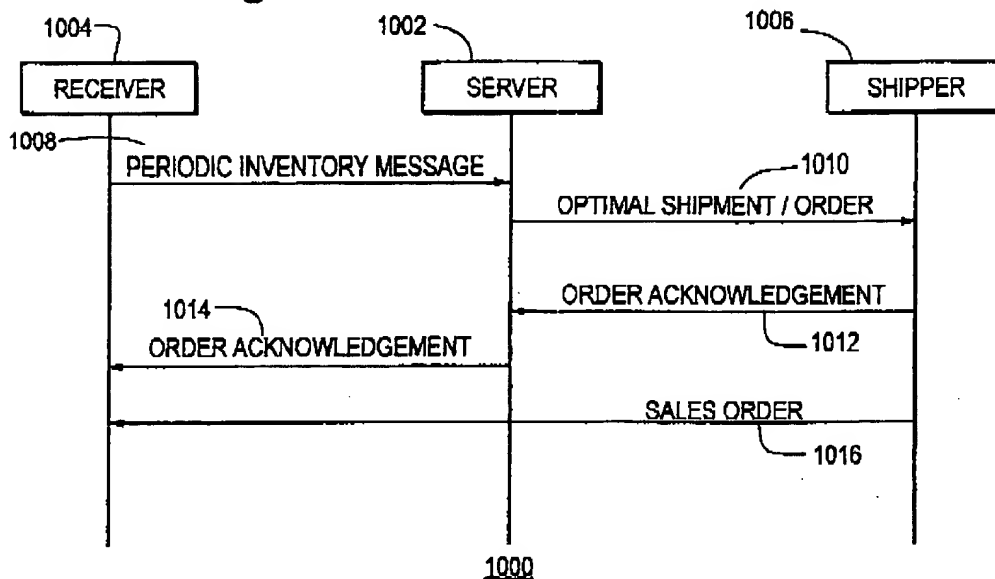 1004
1002
1006
RECEIVER
SERVER
SHIPPER
1008
PERIODIC INVENTORY MESSAGE
1010
OPTIMAL SHIPMENT / ORDER
ORDER ACKNOWLEDGEMENT
1014
1012
ORDER ACKNOWLEDGEMENT
SALES ORDER
1016
1000